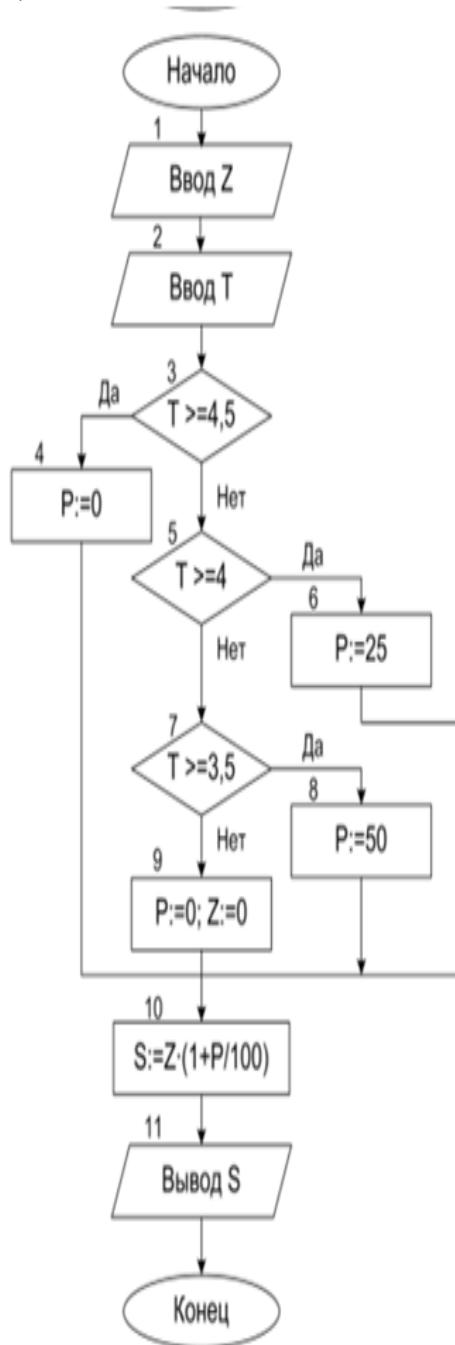 Начало
1
Ввод Z
2
Ввод T
3
Да
T >=4,5
4
P:=0
Нет
5
Да
T >=4
6
P:=25
Нет
7
Да
T >=3,5
8
P:=50
Нет
9
P:=0; Z:=0
10
S:=Z·(1+P/100)
11
Вывод S
Конец